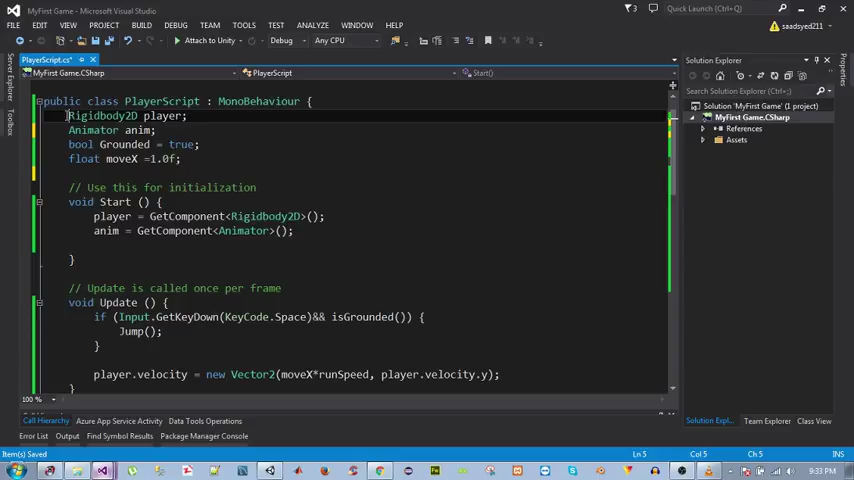 MyFirst Game - Microsoft Visual Studio
3
Quick Launch (Ctrl+Q)
FILE EDIT VIEW PROJECT BUILD DEBUG TEAM TOOLS TEST ANALYZE WINDOW HELP
saadsyed211
Attach to Unity Debug Any CPU
Server Explorer
Toolbox
PlayerScript.cs*
MyFirst Game.CSharp PlayerScript Start()
public class PlayerScript : MonoBehaviour {
Rigidbody2D player;
Animator anim;
bool Grounded = true;
float moveX =1.0f;
// Use this for initialization
void Start () {
player = GetComponent<Rigidbody2D>();
anim = GetComponent<Animator>();
}
// Update is called once per frame
void Update () {
if (Input.GetKeyDown(KeyCode.Space)&& isGrounded()) {
Jump();
}
player.velocity = new Vector2(moveX*runSpeed, player.velocity.y);
}
100 %
Solution Explorer
Search Solution Explorer (Ctrl+;)
Solution 'MyFirst Game' (1 project)
MyFirst Game.CSharp
References
Assets
Properties
Solution Expl... Team Explorer Class View
Call Hierarchy Azure App Service Activity Data Tools Operations
Error List Output Find Symbol Results Package Manager Console
Item(s) Saved Ln 5 Col 5 Ch 5 INS
9:33 PM